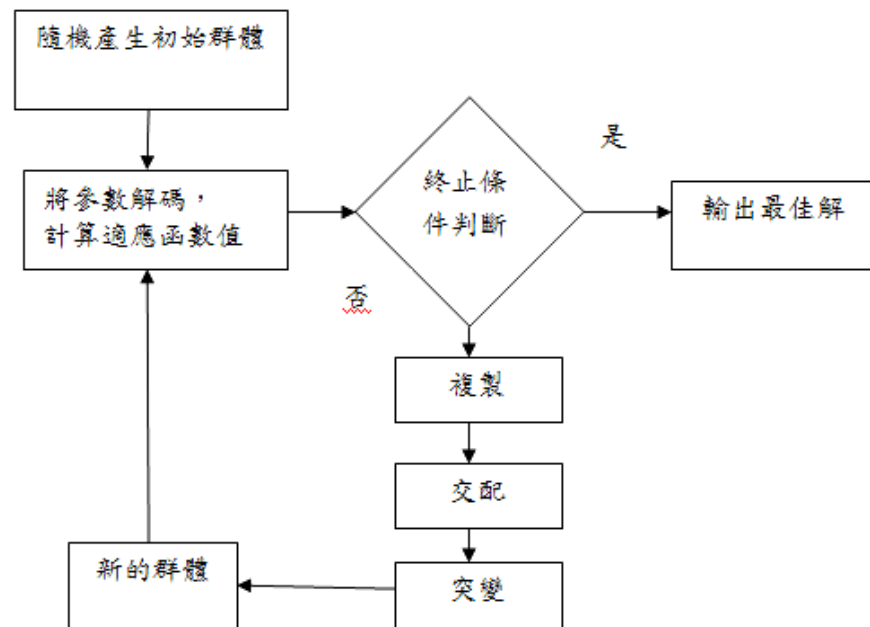 隨機產生初始群體
將參數解碼，
計算適應函數值
終止條
件判斷
是
輸出最佳解
否
複製
交配
突變
新的群體